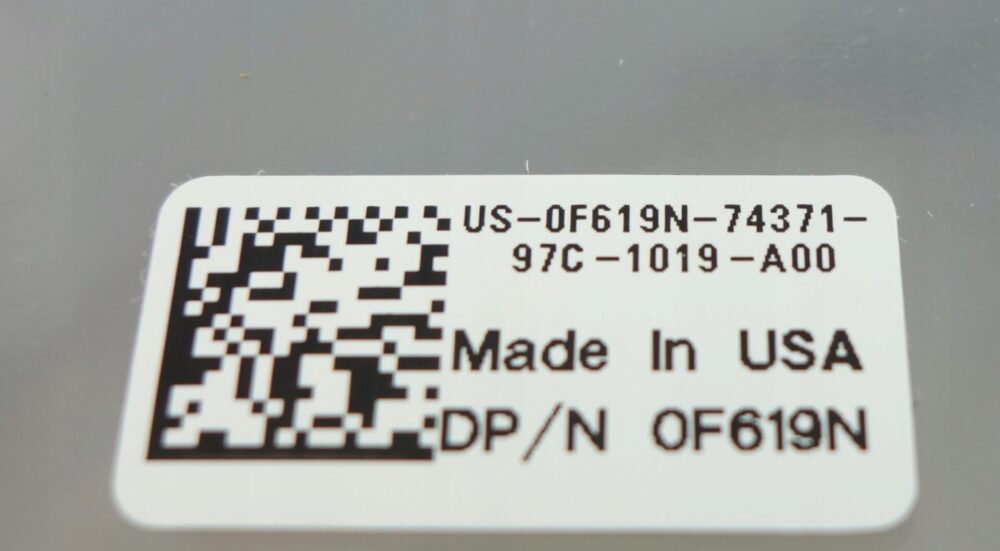 US-0F619N-74371-
97C-1019-A00
Made In USA
DP/N 0F619N